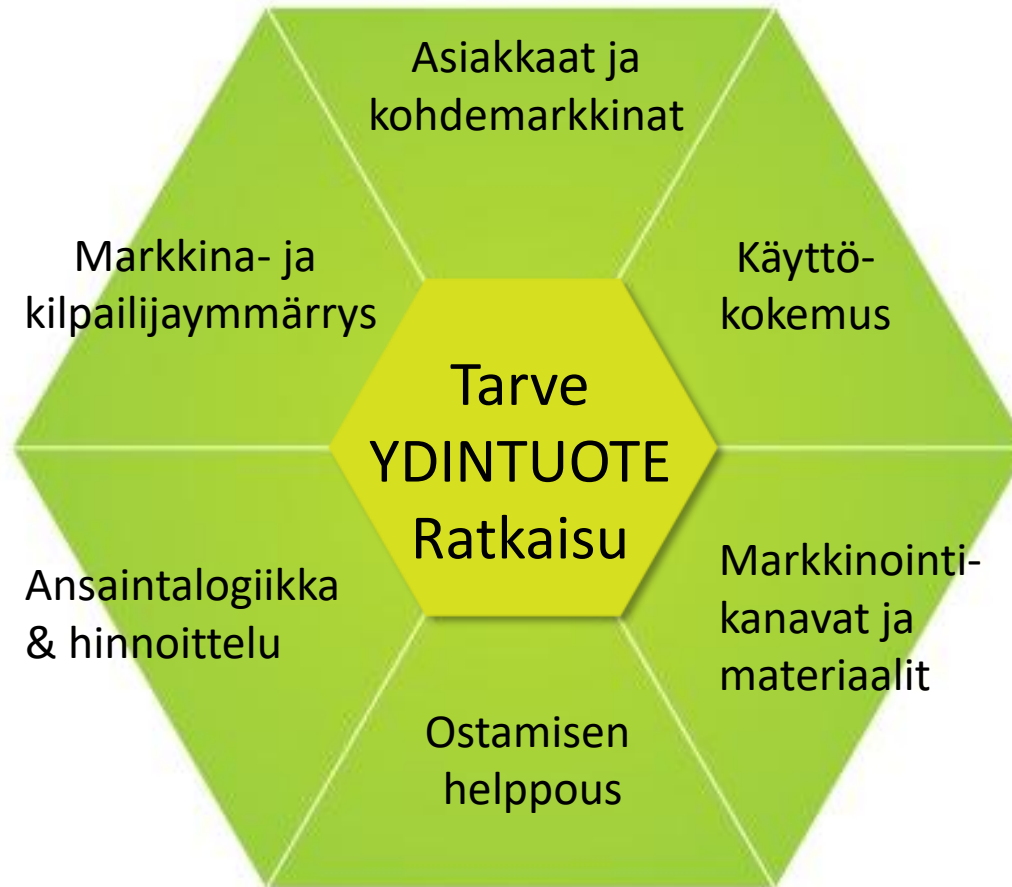 Asiakkaat ja
kohdemarkkinat
Markkina- ja
kilpailijaymmärrys
Käyttö-
kokemus
Tarve
YDINTUOTE
Ratkaisu
Ansaintalogiikka
& hinnoittelu
Markkinointi-
kanavat ja
materiaalit
Ostamisen
helppous